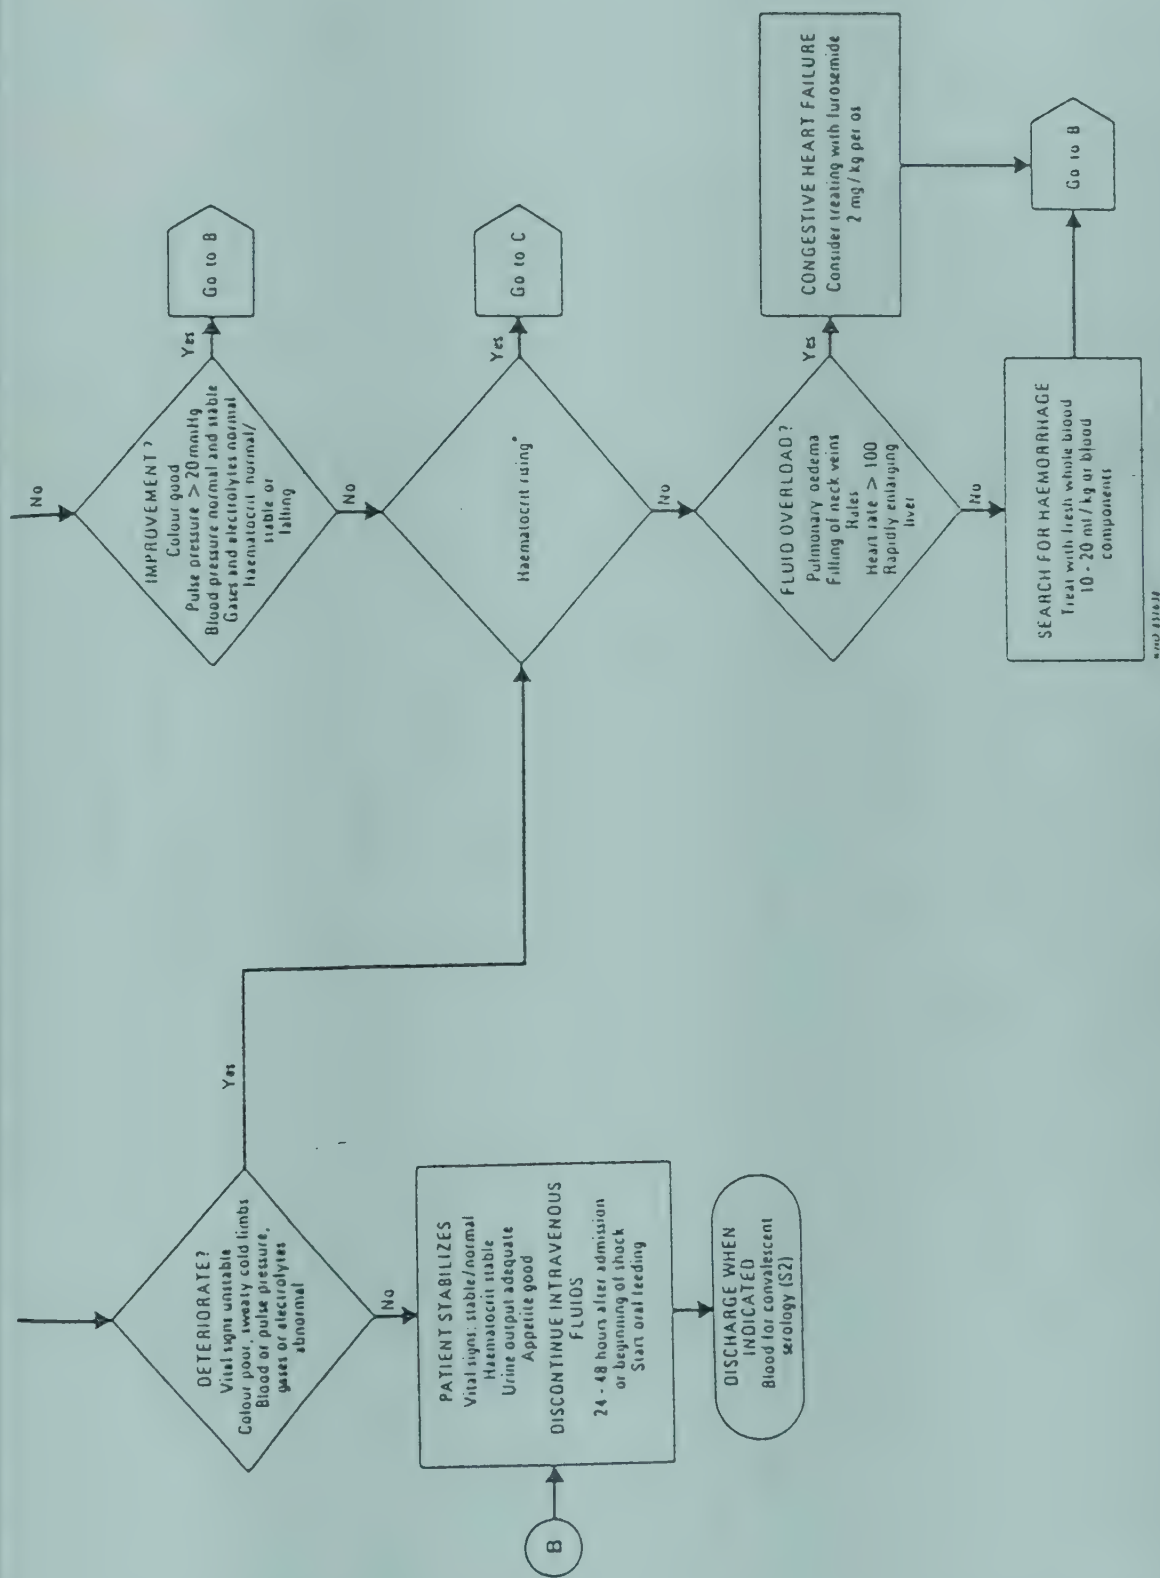 No
IMPROVEMENT?
Colour good
Pulse pressure > 20 mmHg
Blood pressure normal and stable
Gases and electrolytes normal
Haematocrit normal/
stable or
falling
Yes
Go to B
No
Haematocrit rising*
Yes
Go to C
No
FLUID OVERLOAD?
Pulmonary oedema
Filling of neck veins
Rales
Heart rate > 100
Rapidly enlarging
liver
Yes
CONGESTIVE HEART FAILURE
Consider treating with furosemide
2 mg/kg per os
No
SEARCH FOR HAEMORRHAGE
Treat with fresh whole blood
10 - 20 ml/kg or blood
components
Go to B
DETERIORATE?
Vital signs unstable
Colour poor, sweaty cold limbs
Blood or pulse pressure,
gases or electrolytes
abnormal
Yes
No
PATIENT STABILIZES
Vital signs: stable/normal
Haematocrit stable
Urine output adequate
Appetite good
DISCONTINUE INTRAVENOUS
FLUIDS
24 - 48 hours after admission
or beginning of shock
Start oral feeding
B
DISCHARGE WHEN
INDICATED
Blood for convalescent
serology (S2)